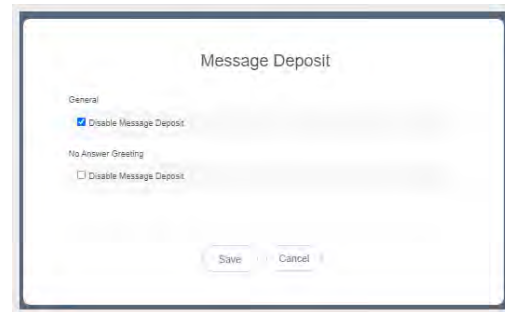 Message Deposit
General
Disable Message Deposit
No Answer Greeting
Disable Message Deposit
Save Cancel